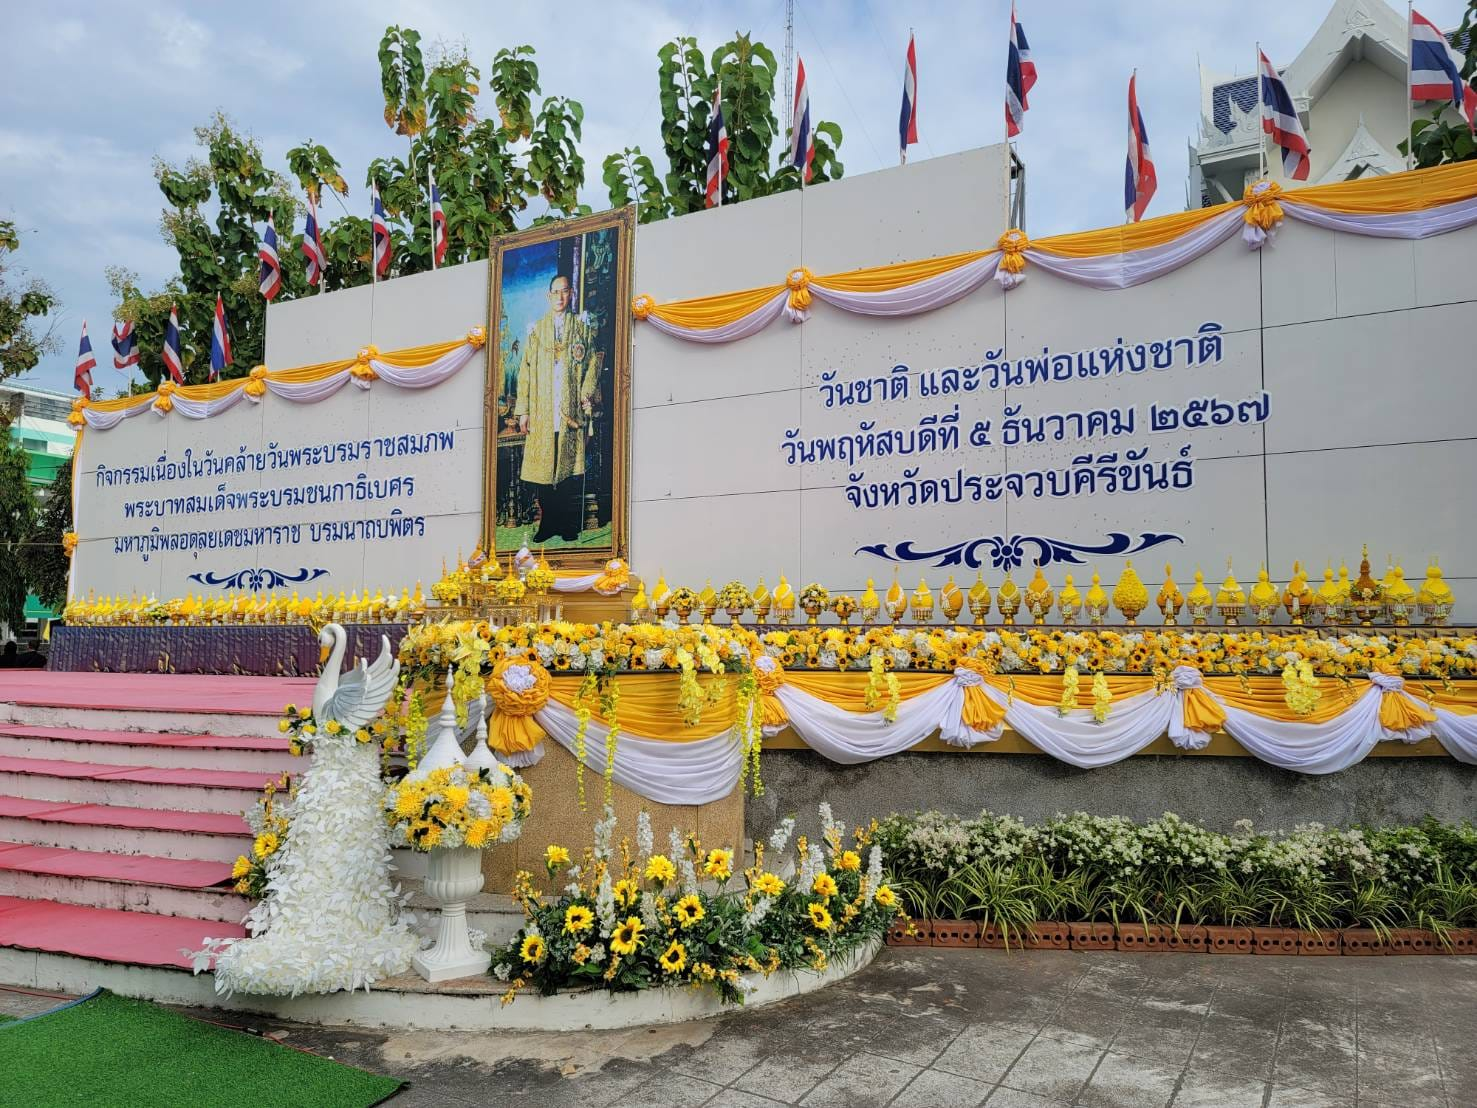 กิจกรรมเนื่องในวันคล้ายวันพระบรมราชสมภพ
พระบาทสมเด็จพระบรมชนกาธิเบศร
มหาภูมิพลอดุลยเดชมหาราช บรมนาถบพิตร
วันชาติ และวันพ่อแห่งชาติ
วันพฤหัสบดีที่ ๕ ธันวาคม ๒๕๖๗
จังหวัดประจวบคีรีขันธ์